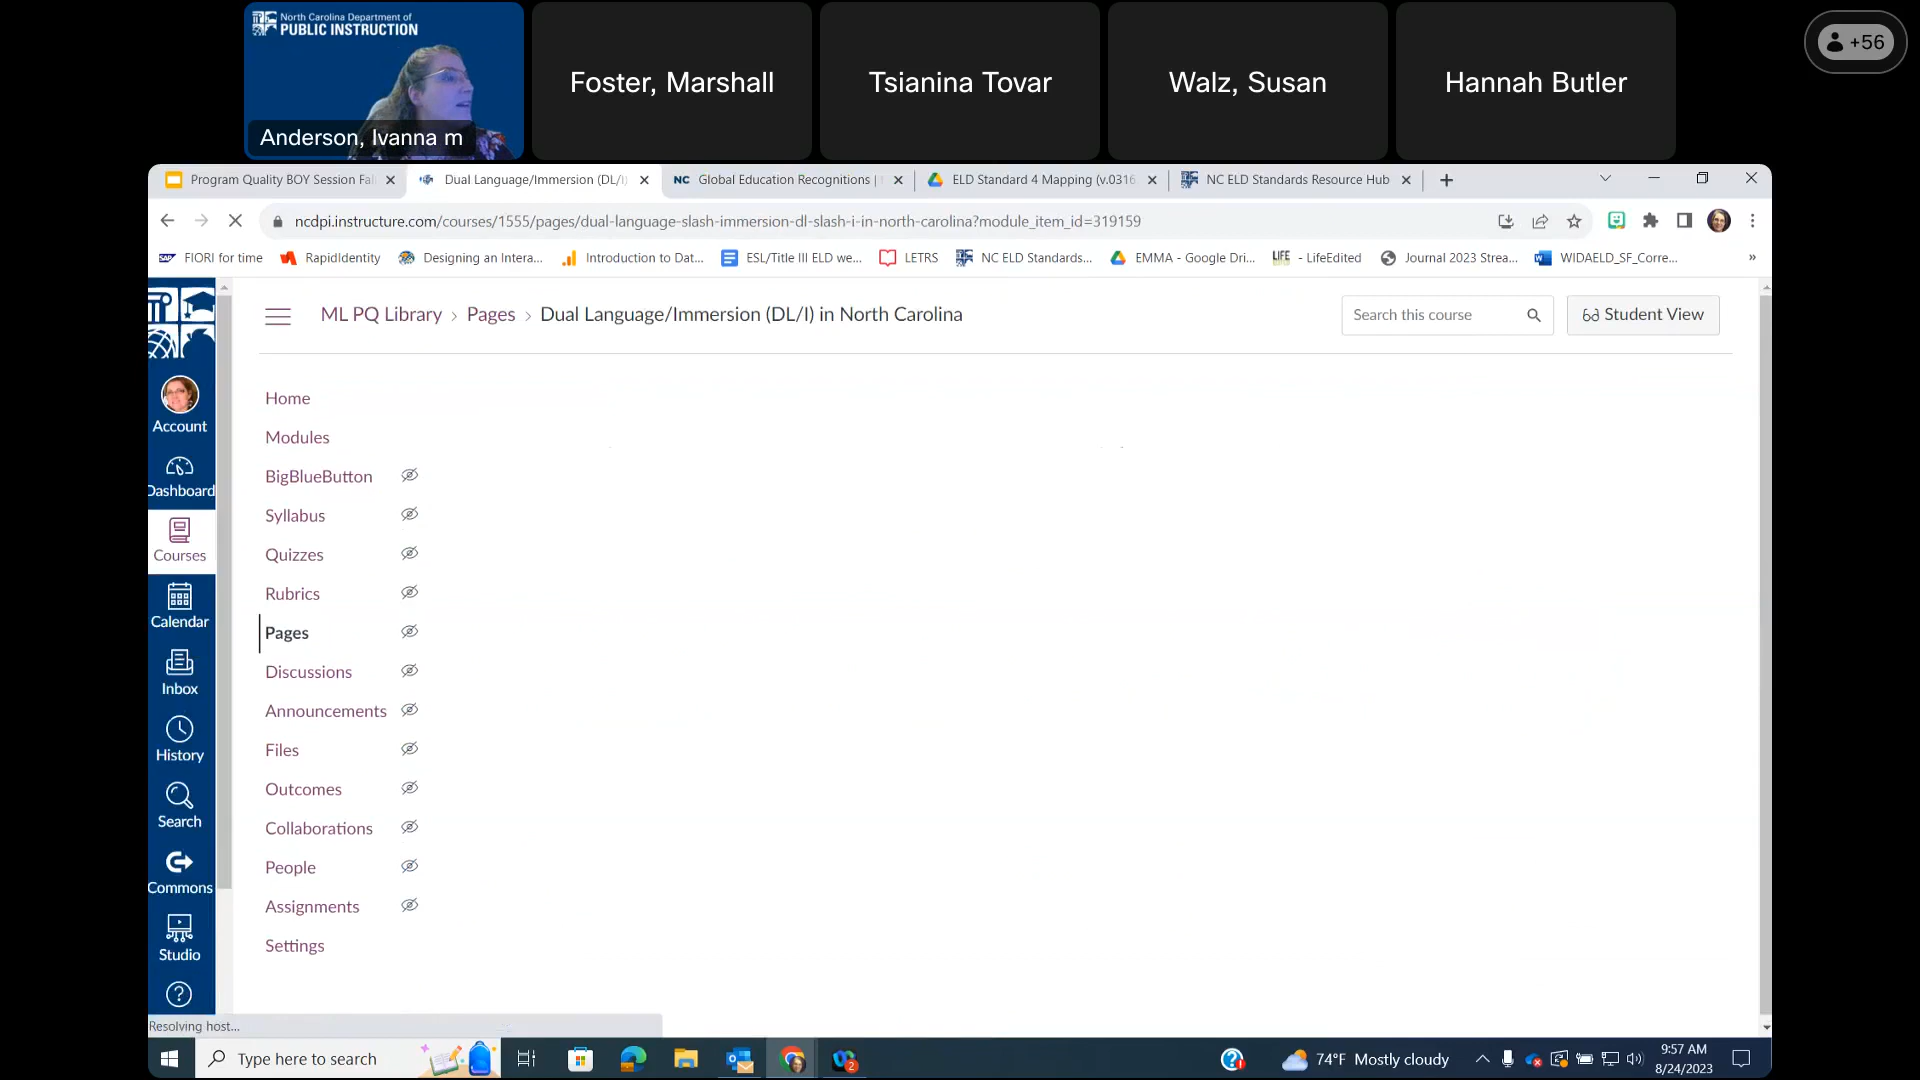 North Carolina Department of
PUBLIC INSTRUCTION
Anderson, Ivanna m
Foster, Marshall
Tsianina Tovar
Walz, Susan
Hannah Butler
+56
Program Quality BOY Session Fal
Dual Language/Immersion (DL/I)
NC Global Education Recognitions |
ELD Standard 4 Mapping (v.0316
NC ELD Standards Resource Hub
ncdpi.instructure.com/courses/1555/pages/dual-language-slash-immersion-dl-slash-i-in-north-carolina?module_item_id=319159
SAP FIORI for time
RapidIdentity
Designing an Intera...
Introduction to Dat...
ESL/Title III ELD we...
LETRS
NC ELD Standards...
EMMA - Google Dri...
LIFE - LifeEdited
Journal 2023 Strea...
WIDAELD_SF_Corre...
»
ML PQ Library › Pages › Dual Language/Immersion (DL/I) in North Carolina
Search this course
Student View
Account
Dashboard
Courses
Calendar
Inbox
History
Search
Commons
Studio
Home
Modules
BigBlueButton
Syllabus
Quizzes
Rubrics
Pages
Discussions
Announcements
Files
Outcomes
Collaborations
People
Assignments
Settings
Resolving host...
Type here to search
2
74°F Mostly cloudy
9:57 AM
8/24/2023